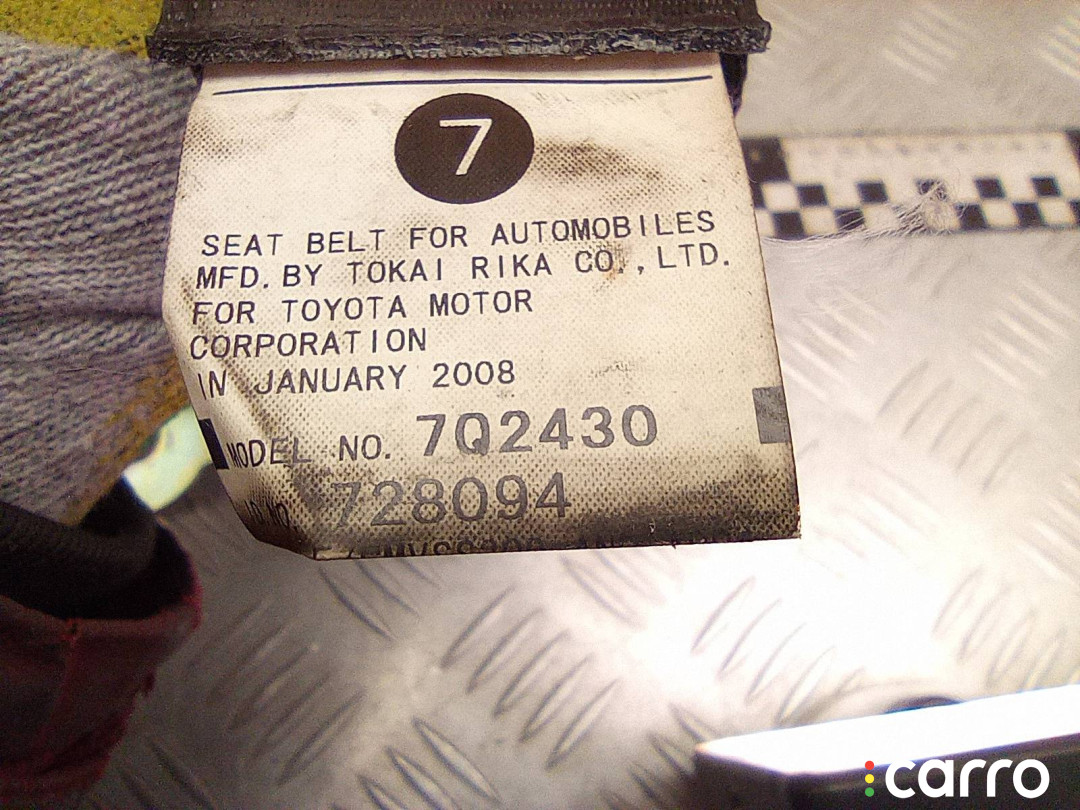 7
SEAT BELT FOR AUTOMOBILES
MFD. BY TOKAI RIKA CO., LTD.
FOR TOYOTA MOTOR
CORPORATION
IN JANUARY 2008
MODEL NO. 7Q2430
728094
carro